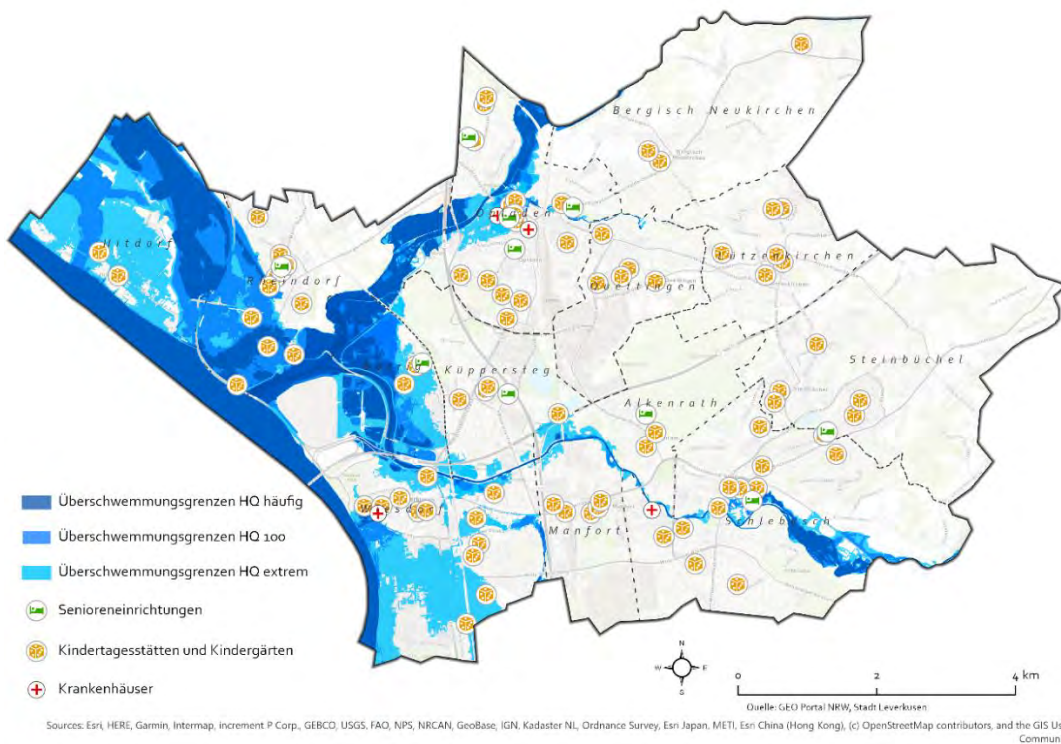 Bergisch Neukirchen
Opladen
Hitdorf
Rheindorf
Lützenkirchen
Quettingen
Steinbüchel
Küppersteg
Alkenrath
Wiesdorf
Manfort
Schlebusch
Überschwemmungsgrenzen HQ häufig
Überschwemmungsgrenzen HQ 100
Überschwemmungsgrenzen HQ extrem
Senioreneinrichtungen
Kindertagesstätten und Kindergärten
Krankenhäuser
N
W E
S
0 2 4 km
Quelle: GEO Portal NRW, Stadt Leverkusen
Sources: Esri, HERE, Garmin, Intermap, increment P Corp., GEBCO, USGS, FAO, NPS, NRCAN, GeoBase, IGN, Kadaster NL, Ordnance Survey, Esri Japan, METI, Esri China (Hong Kong), (c) OpenStreetMap contributors, and the GIS Us
Commun